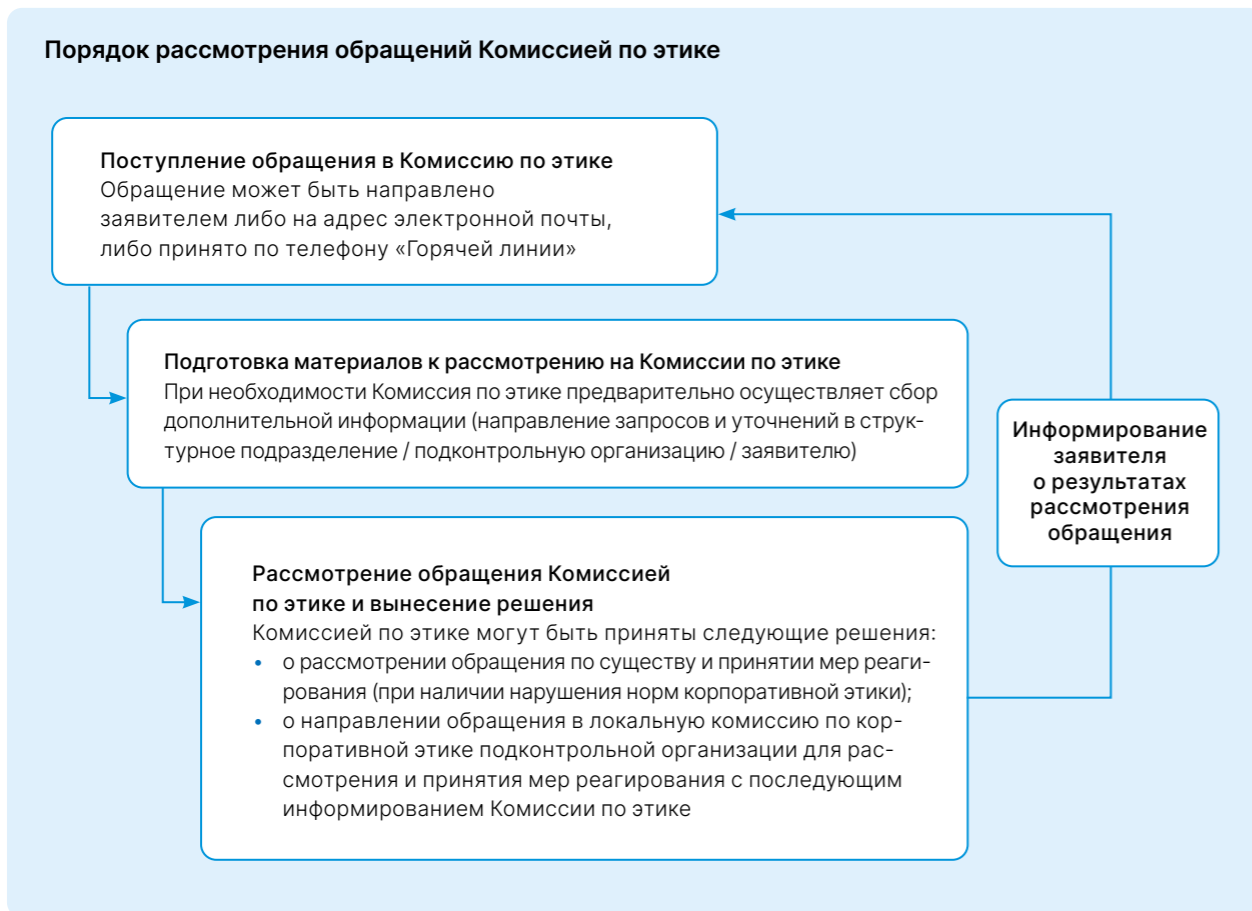 Порядок рассмотрения обращений Комиссией по этике
Поступление обращения в Комиссию по этике
Обращение может быть направлено
заявителем либо на адрес электронной почты,
либо принято по телефону «Горячей линии»
Подготовка материалов к рассмотрению на Комиссии по этике
При необходимости Комиссия по этике предварительно осуществляет сбор
дополнительной информации (направление запросов и уточнений в струк-
турное подразделение / подконтрольную организацию / заявителю)
Рассмотрение обращения Комиссией
по этике и вынесение решения
Комиссией по этике могут быть приняты следующие решения:
• о рассмотрении обращения по существу и принятии мер реаги-
рования (при наличии нарушения норм корпоративной этики);
• о направлении обращения в локальную комиссию по кор-
поративной этике подконтрольной организации для рас-
смотрения и принятия мер реагирования с последующим
информированием Комиссии по этике
Информирование
заявителя
о результатах
рассмотрения
обращения